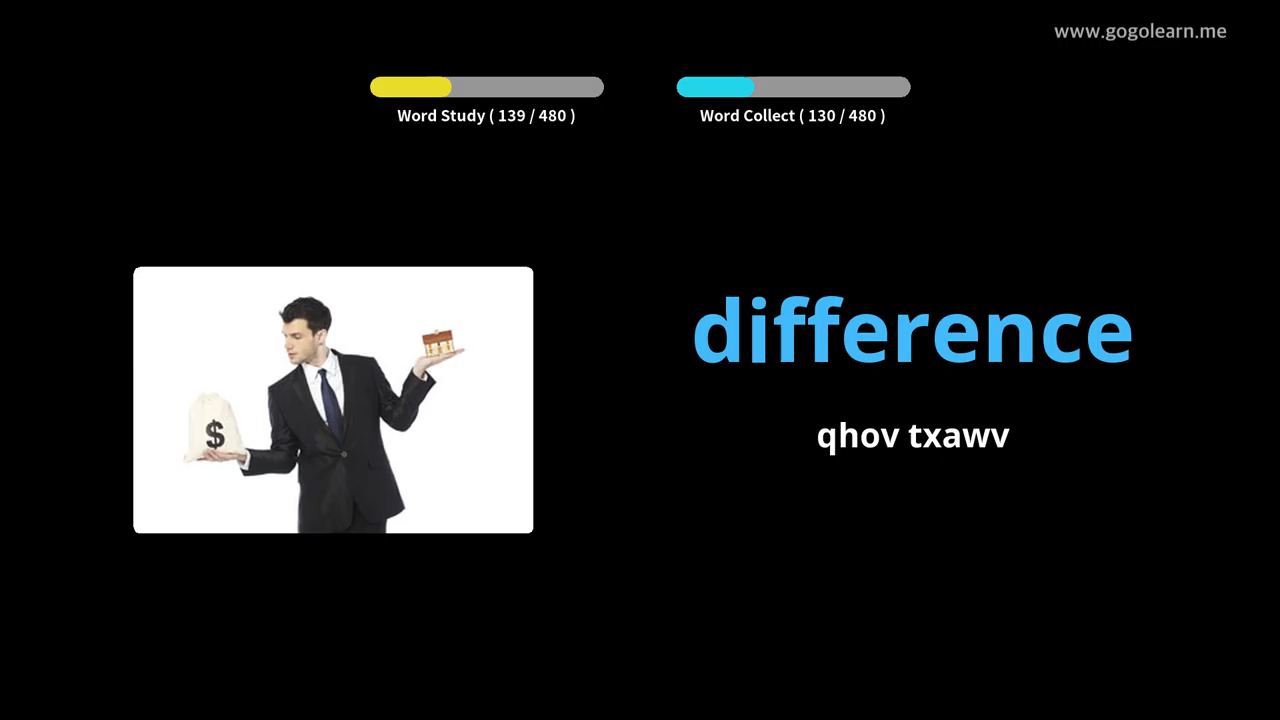 www.gogolearn.me
Word Study ( 139 / 480 )
Word Collect ( 130 / 480 )
$
difference
qhov txawv